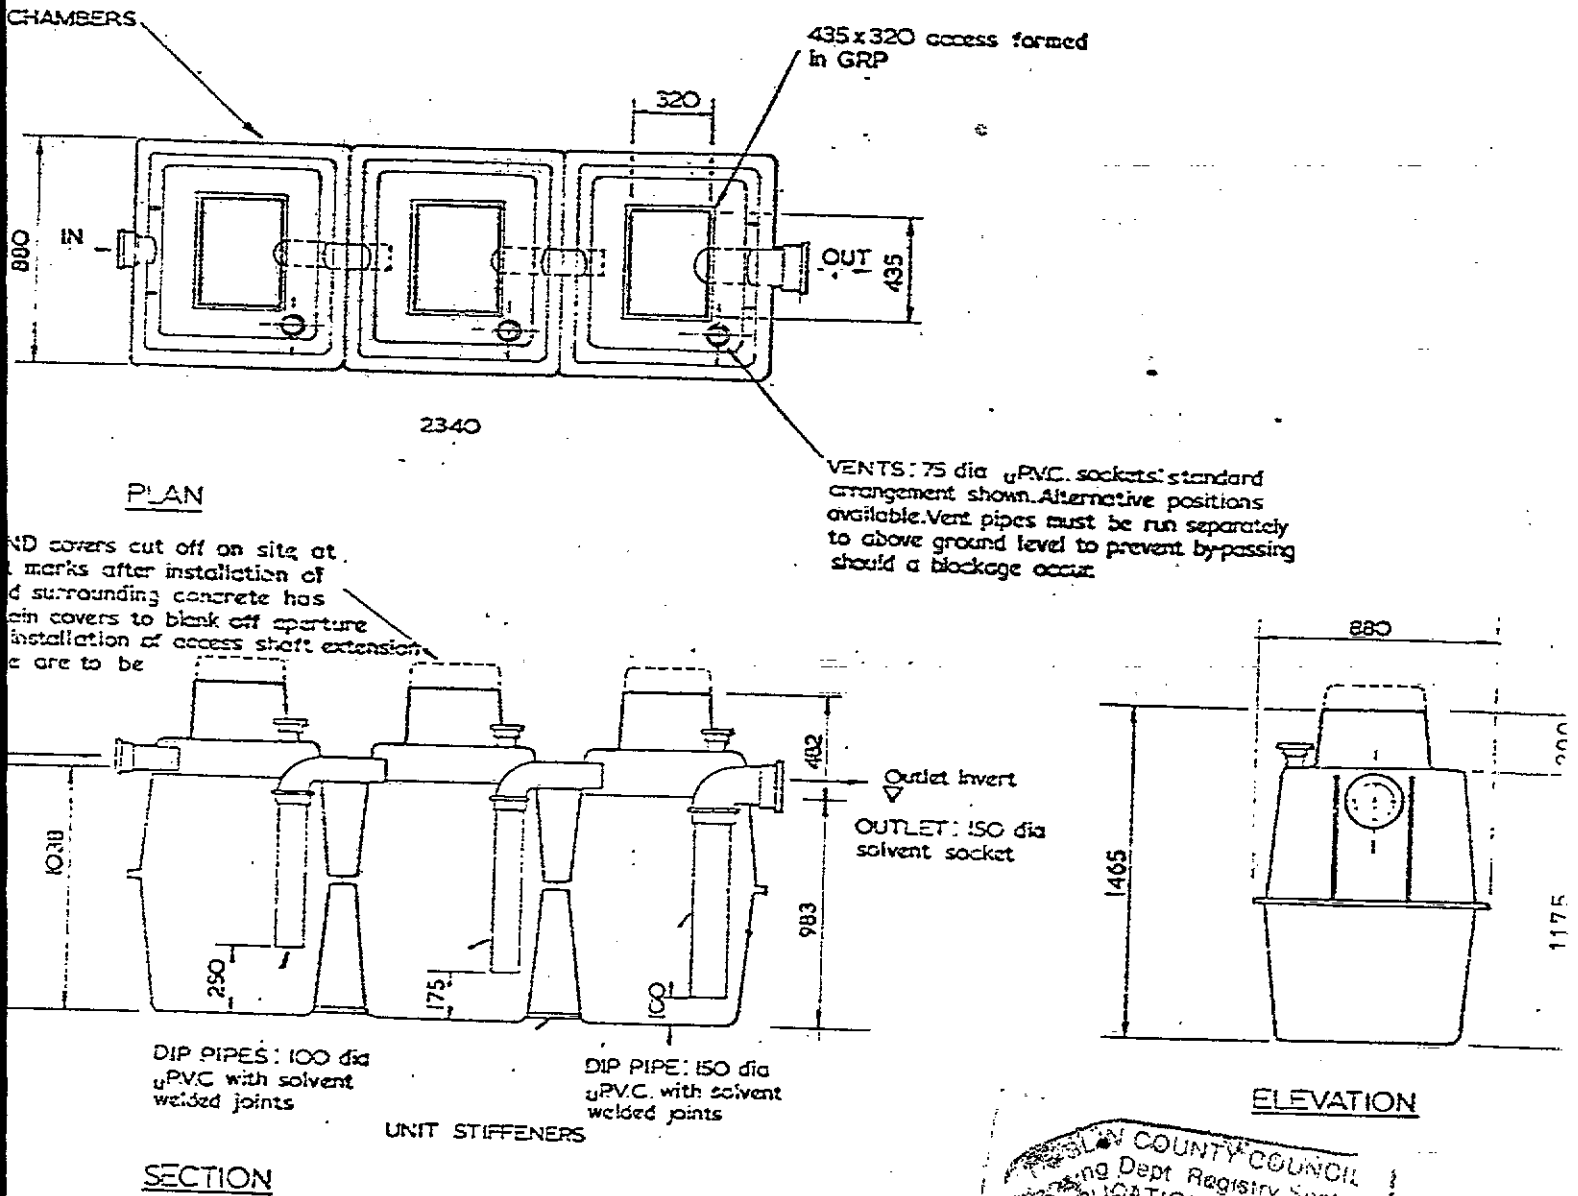 CHAMBERS
435x320 access formed
in GRP
320
880
IN
OUT
435
2340
PLAN
VENTS: 75 dia uPVC. sockets: standard
arrangement shown. Alternative positions
available. Vent pipes must be run separately
to above ground level to prevent by-passing
should a blockage occur.
ND covers cut off on site at
marks after installation of
d surrounding concrete has
ain covers to blank off aperture
installation of access shaft extension
e are to be
482
Outlet invert
OUTLET: 150 dia
solvent socket
1038
983
290
175
100
DIP PIPES: 100 dia
uPVC with solvent
welded joints
DIP PIPE: 150 dia
uPVC. with solvent
welded joints
UNIT STIFFENERS
SECTION
880
1465
1175
ELEVATION
COUNTY COUNCIL
Dept Registry